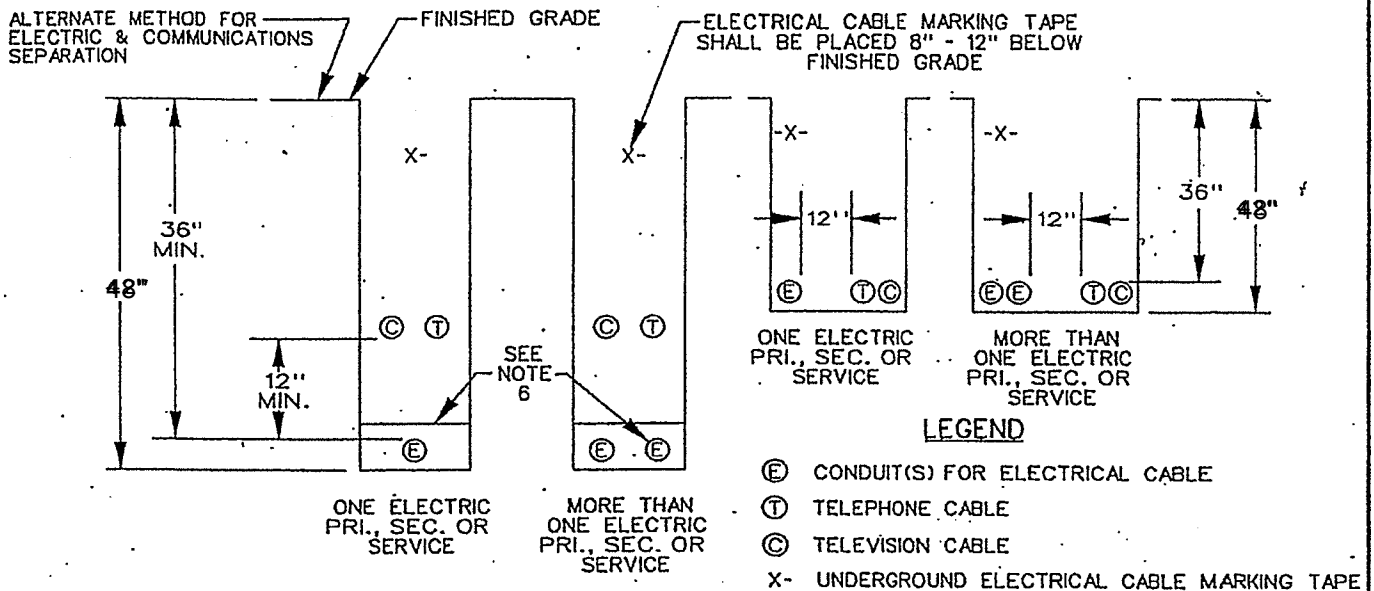 ALTERNATE METHOD FOR
ELECTRIC & COMMUNICATIONS
SEPARATION
FINISHED GRADE
ELECTRICAL CABLE MARKING TAPE
SHALL BE PLACED 8" - 12" BELOW
FINISHED GRADE
X-
X-
-X-
-X-
36"
MIN.
48"
12"
MIN.
C T
C T
SEE
NOTE
6
E
E E
12"
12"
36"
48"
E T C
E E T C
ONE ELECTRIC
PRI., SEC. OR
SERVICE
MORE THAN
ONE ELECTRIC
PRI., SEC. OR
SERVICE
ONE ELECTRIC
PRI., SEC. OR
SERVICE
MORE THAN
ONE ELECTRIC
PRI., SEC. OR
SERVICE
LEGEND
E CONDUIT(S) FOR ELECTRICAL CABLE
T TELEPHONE CABLE
C TELEVISION CABLE
X- UNDERGROUND ELECTRICAL CABLE MARKING TAPE